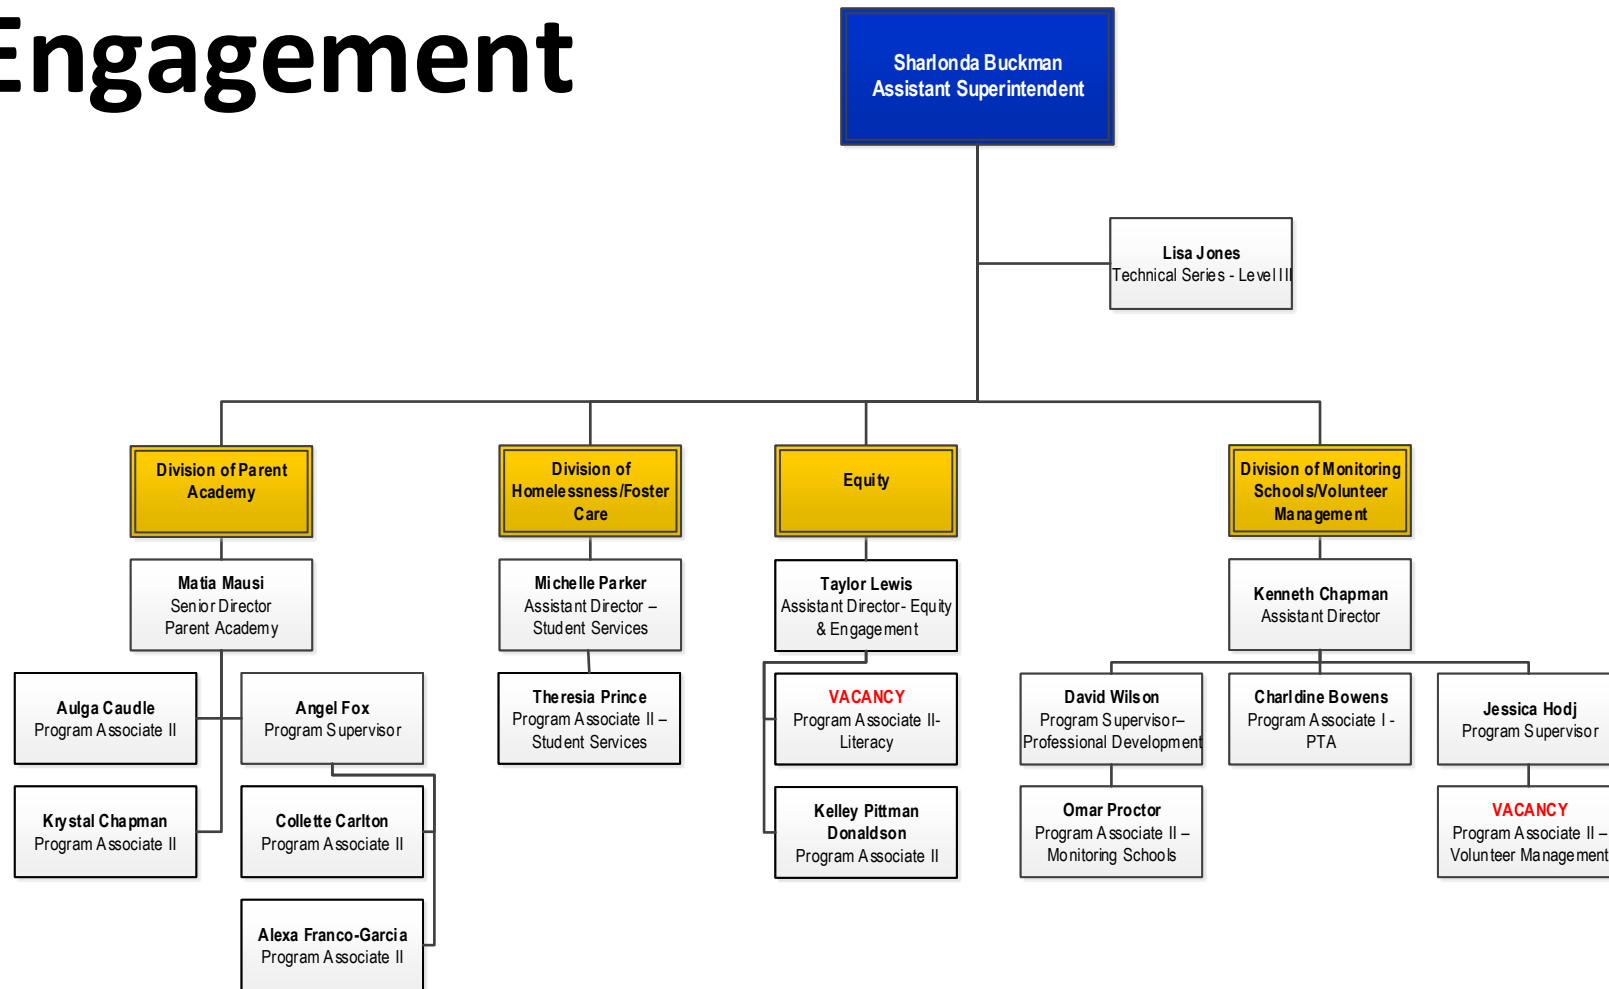 Engagement
Sharlonda Buckman
Assistant Superintendent
Lisa Jones
Technical Series - Level III
Division of Parent
Academy
Division of
Homelessness/Foster
Care
Equity
Division of Monitoring
Schools/Volunteer
Management
Matia Mausi
Senior Director
Parent Academy
Michelle Parker
Assistant Director –
Student Services
Taylor Lewis
Assistant Director- Equity
& Engagement
Kenneth Chapman
Assistant Director
Aulga Caudle
Program Associate II
Angel Fox
Program Supervisor
Theresia Prince
Program Associate II –
Student Services
VACANCY
Program Associate II-
Literacy
David Wilson
Program Supervisor–
Professional Development
Charldine Bowens
Program Associate I -
PTA
Jessica Hodj
Program Supervisor
Krystal Chapman
Program Associate II
Collette Carlton
Program Associate II
Kelley Pittman
Donaldson
Program Associate II
Omar Proctor
Program Associate II –
Monitoring Schools
VACANCY
Program Associate II –
Volunteer Management
Alexa Franco-Garcia
Program Associate II